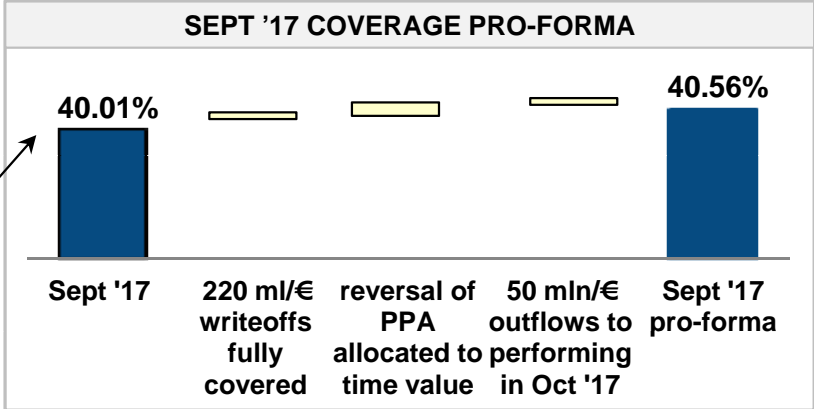 SEPT ’17 COVERAGE PRO-FORMA
40.01%
40.56%
Sept '17
220 ml/€
writeoffs
fully
covered
reversal of
PPA
allocated to
time value
50 mln/€
outflows to
performing
in Oct '17
Sept '17
pro-forma